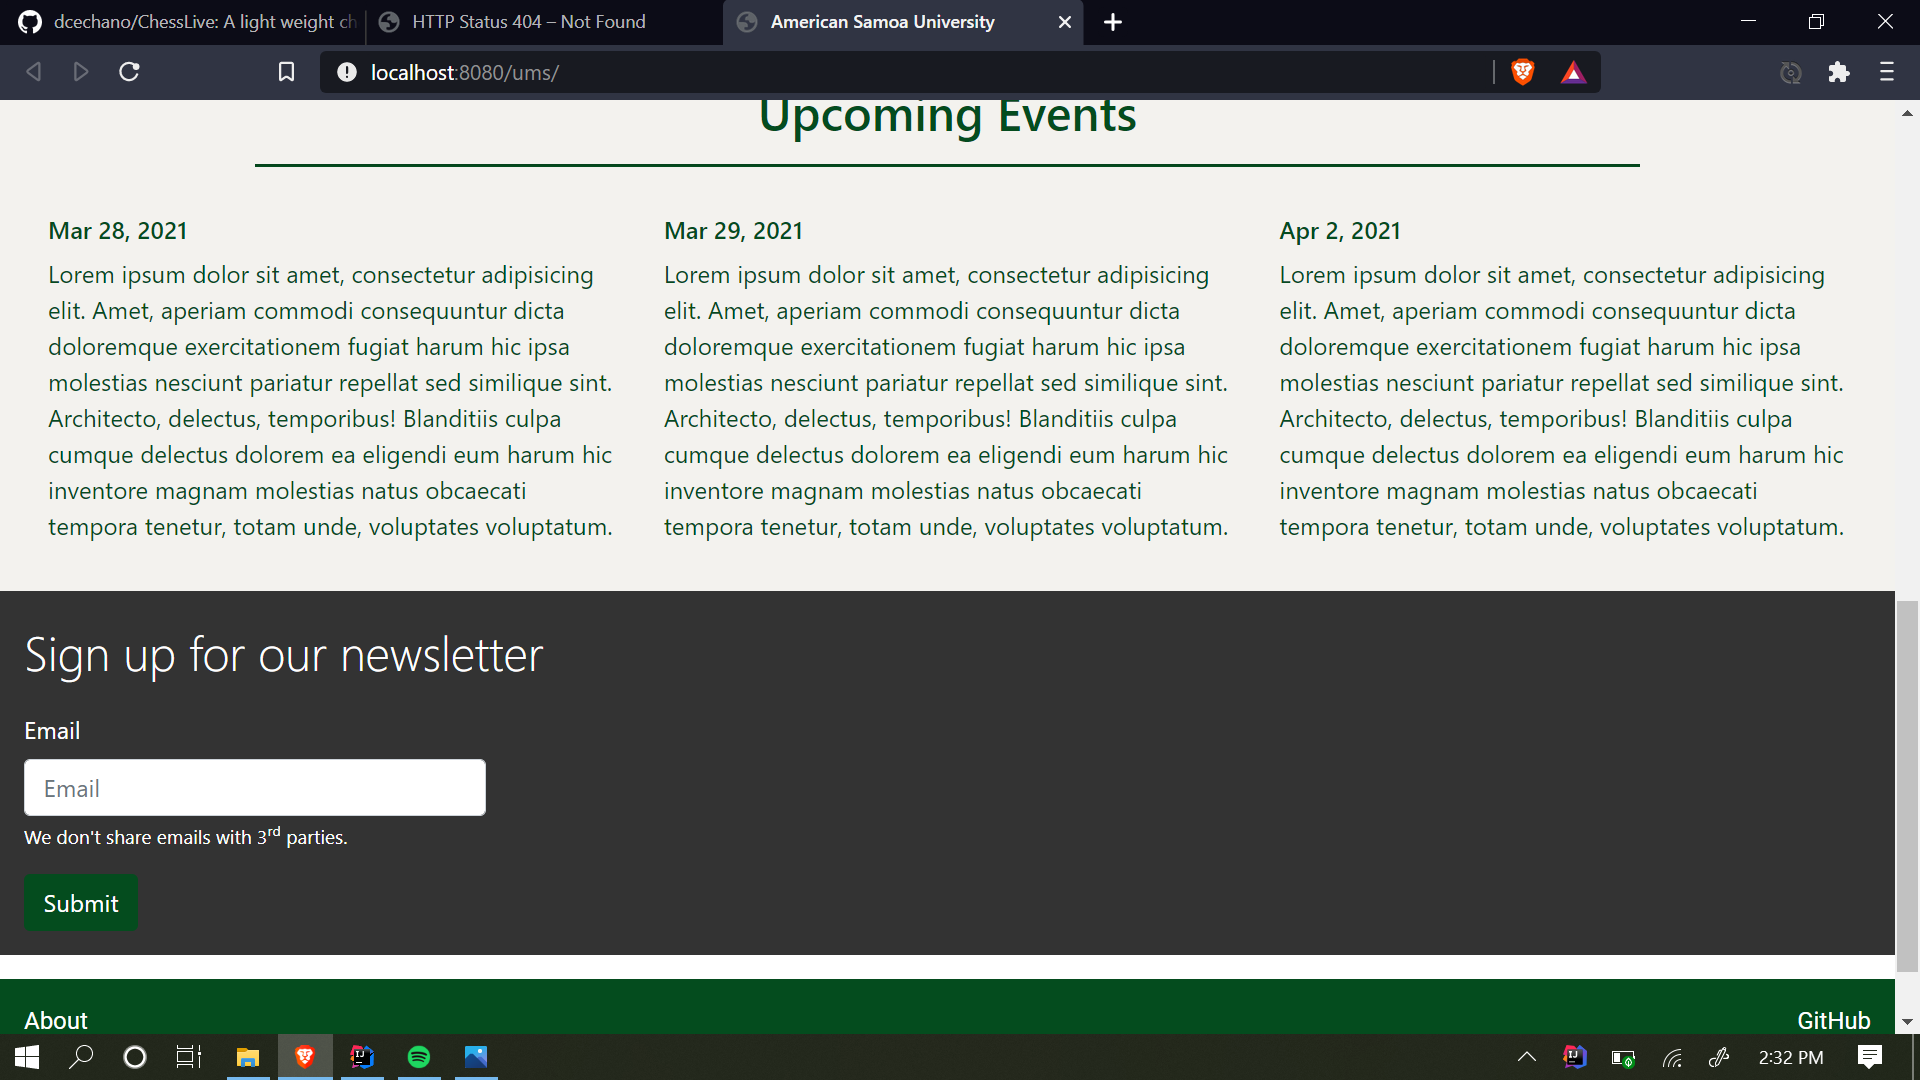 dcechano/ChessLive: A light weight ch
HTTP Status 404 – Not Found
American Samoa University
localhost:8080/ums/
Upcoming Events
Mar 28, 2021
Lorem ipsum dolor sit amet, consectetur adipisicing
elit. Amet, aperiam commodi consequuntur dicta
doloremque exercitationem fugiat harum hic ipsa
molestias nesciunt pariatur repellat sed similique sint.
Architecto, delectus, temporibus! Blanditiis culpa
cumque delectus dolorem ea eligendi eum harum hic
inventore magnam molestias natus obcaecati
tempora tenetur, totam unde, voluptates voluptatum.
Mar 29, 2021
Lorem ipsum dolor sit amet, consectetur adipisicing
elit. Amet, aperiam commodi consequuntur dicta
doloremque exercitationem fugiat harum hic ipsa
molestias nesciunt pariatur repellat sed similique sint.
Architecto, delectus, temporibus! Blanditiis culpa
cumque delectus dolorem ea eligendi eum harum hic
inventore magnam molestias natus obcaecati
tempora tenetur, totam unde, voluptates voluptatum.
Apr 2, 2021
Lorem ipsum dolor sit amet, consectetur adipisicing
elit. Amet, aperiam commodi consequuntur dicta
doloremque exercitationem fugiat harum hic ipsa
molestias nesciunt pariatur repellat sed similique sint.
Architecto, delectus, temporibus! Blanditiis culpa
cumque delectus dolorem ea eligendi eum harum hic
inventore magnam molestias natus obcaecati
tempora tenetur, totam unde, voluptates voluptatum.
Sign up for our newsletter
Email
Email
We don't share emails with 3rd parties.
Submit
About
GitHub
IJ
IJ
2:32 PM